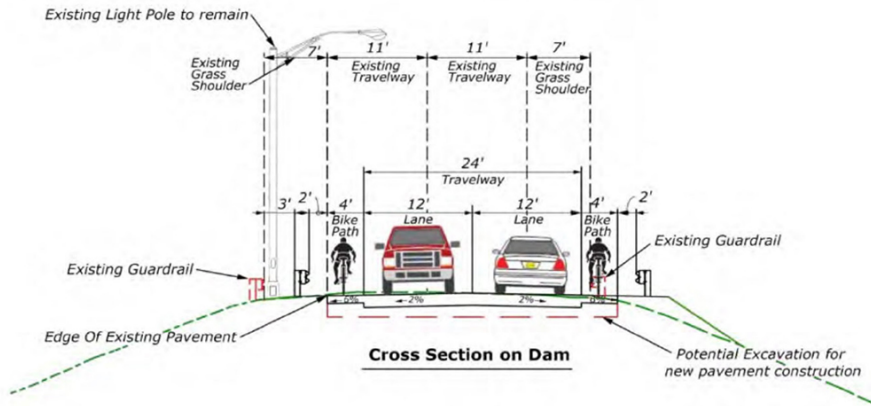 Existing Light Pole to remain
7'
11'
11'
7'
Existing
Grass
Shoulder
Existing
Travelway
Existing
Travelway
Existing
Grass
Shoulder
24'
Travelway
3'
2'
4'
12'
12'
4'
2'
Bike
Path
Lane
Lane
Bike
Path
Existing Guardrail
Existing Guardrail
6%
2%
2%
Edge Of Existing Pavement
Cross Section on Dam
Potential Excavation for
new pavement construction